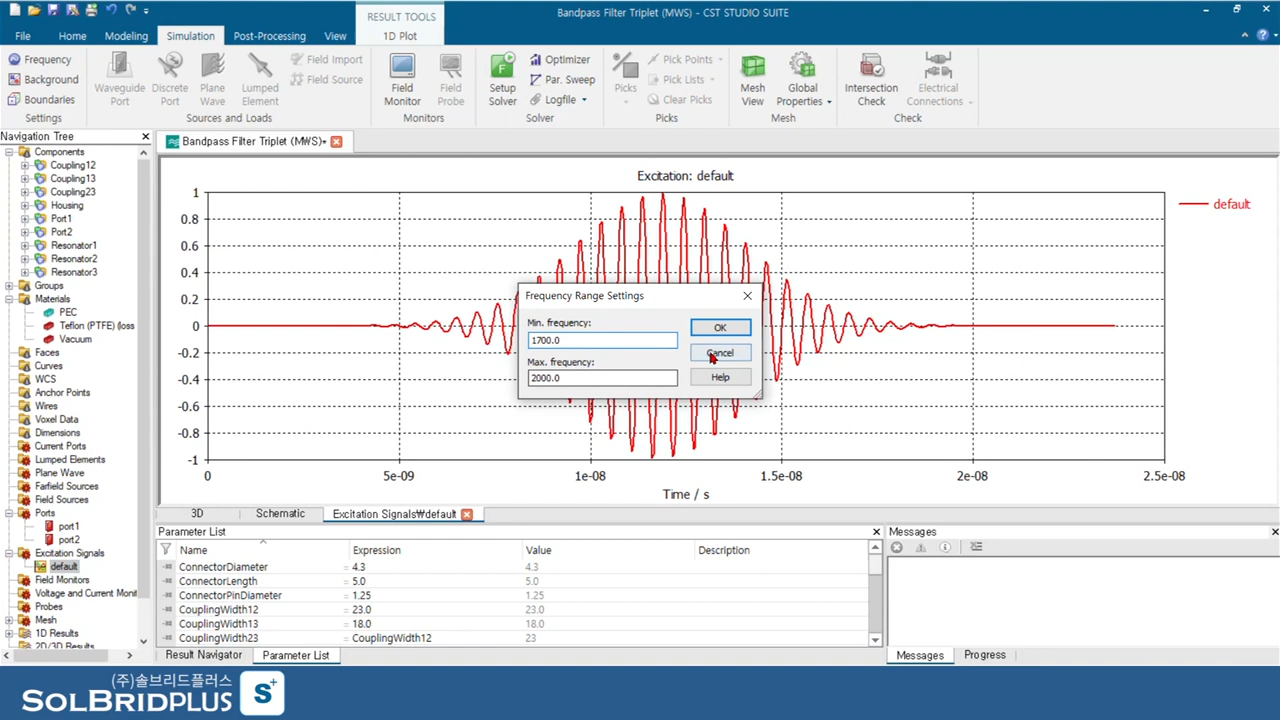 Bandpass Filter Triplet (MWS) - CST STUDIO SUITE
RESULT TOOLS
File Home Modeling Simulation Post-Processing View 1D Plot
Frequency
Background
Boundaries
Settings
Waveguide Port
Discrete Port
Plane Wave
Lumped Element
Field Import
Field Source
Sources and Loads
Field Monitor
Field Probe
Monitors
Setup Solver
Optimizer
Par. Sweep
Logfile
Solver
Picks
Pick Points
Pick Lists
Clear Picks
Picks
Mesh View
Global Properties
Mesh
Intersection Check
Electrical Connections
Check
Navigation Tree
Components
Coupling12
Coupling13
Coupling23
Housing
Port1
Port2
Resonator1
Resonator2
Resonator3
Groups
Materials
PEC
Teflon (PTFE) (loss
Vacuum
Faces
Curves
WCS
Anchor Points
Wires
Voxel Data
Dimensions
Current Ports
Lumped Elements
Plane Wave
Farfield Sources
Field Sources
Ports
port1
port2
Excitation Signals
default
Field Monitors
Voltage and Current Monit
Probes
Mesh
1D Results
2D/3D Results
Bandpass Filter Triplet (MWS)*
Excitation: default
default
1
0.8
0.6
0.4
0.2
0
-0.2
-0.4
-0.6
-0.8
-1
0 5e-09 1e-08 1.5e-08 2e-08 2.5e-08
Time / s
Frequency Range Settings
Min. frequency:
1700.0
Max. frequency:
2000.0
OK
Cancel
Help
3D Schematic Excitation Signals₩default
Parameter List
Name Expression Value Description
ConnectorDiameter = 4.3 4.3
ConnectorLength = 5.0 5.0
ConnectorPinDiameter = 1.25 1.25
CouplingWidth12 = 23.0 23.0
CouplingWidth13 = 18.0 18.0
CouplingWidth23 = CouplingWidth12 23
Result Navigator Parameter List
Messages
Messages Progress
(주)솔브리드플러스
SOLBRIDPLUS
S+